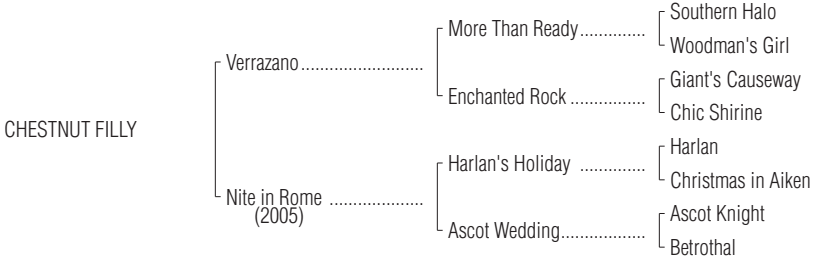 Southern Halo
More Than Ready..............
Woodman's Girl
Verrazano.........................
Giant's Causeway
Enchanted Rock ................
Chic Shirine
CHESTNUT FILLY
Harlan
Harlan's Holiday ..............
Christmas in Aiken
Nite in Rome ....................
(2005)
Ascot Knight
Ascot Wedding..................
Betrothal